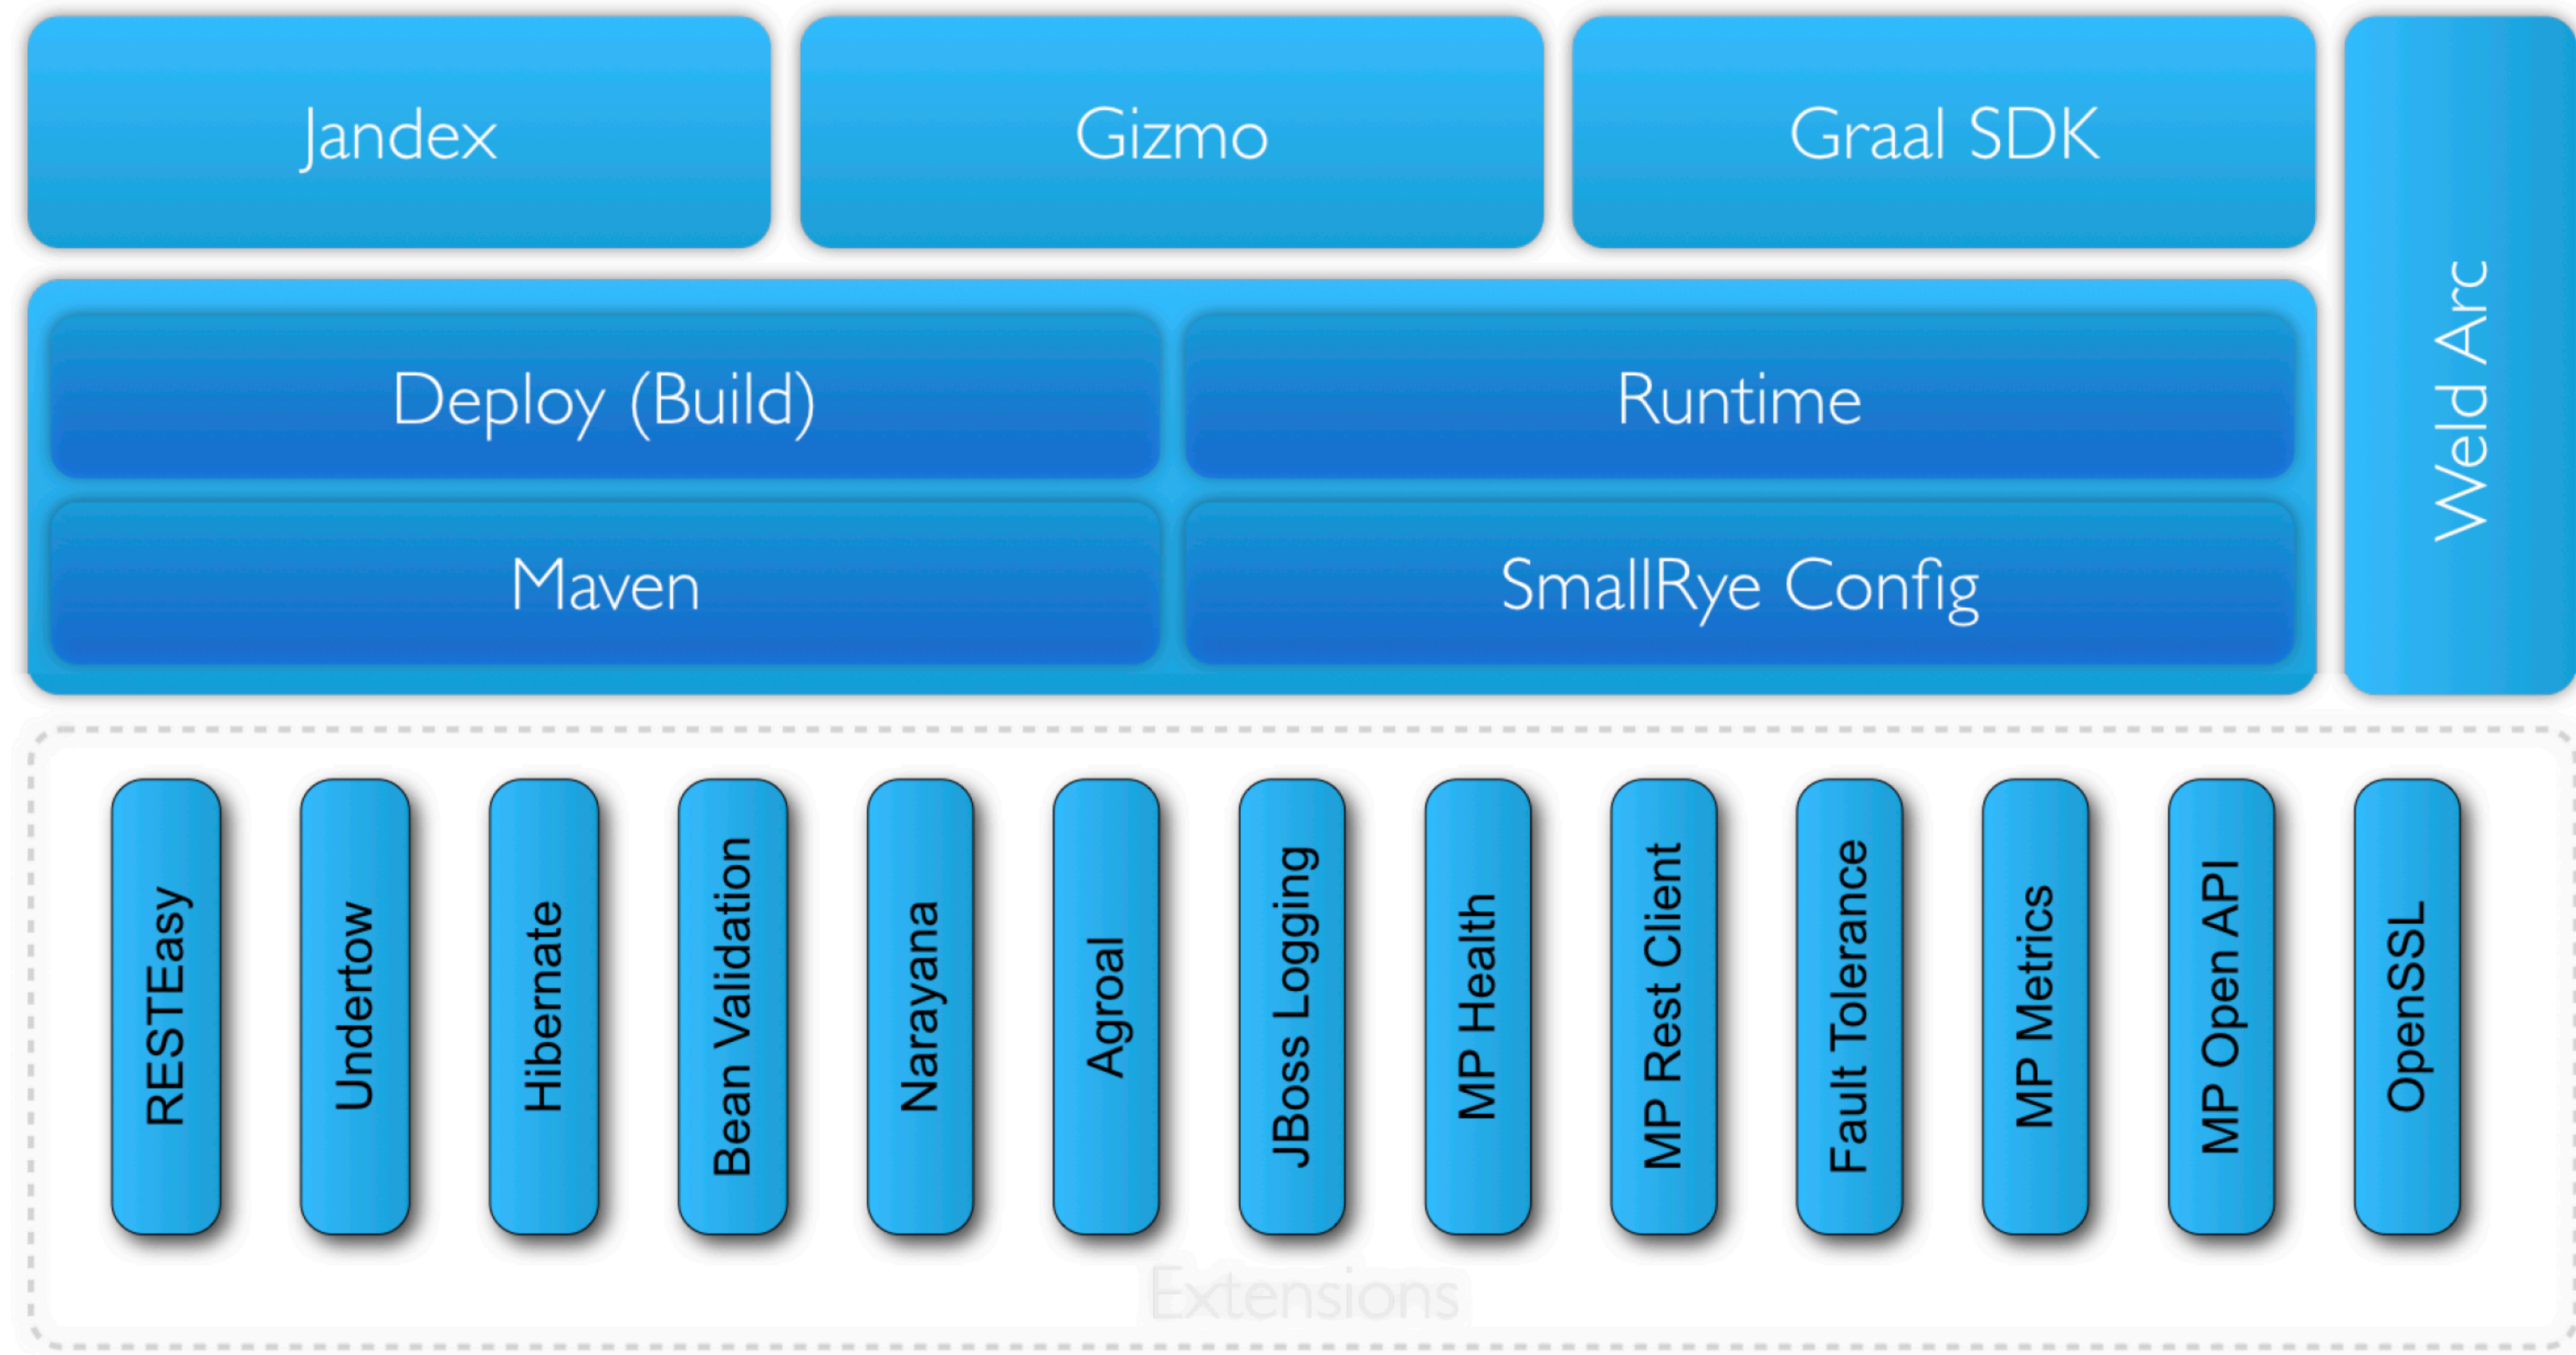 Jandex
Gizmo
Graal SDK
Weld Arc
Deploy (Build)
Runtime
Maven
SmallRye Config
RESTEasy
Undertow
Hibernate
Bean Validation
Narayana
Agroal
JBoss Logging
MP Health
MP Rest Client
Fault Tolerance
MP Metrics
MP Open API
OpenSSL
Extensions